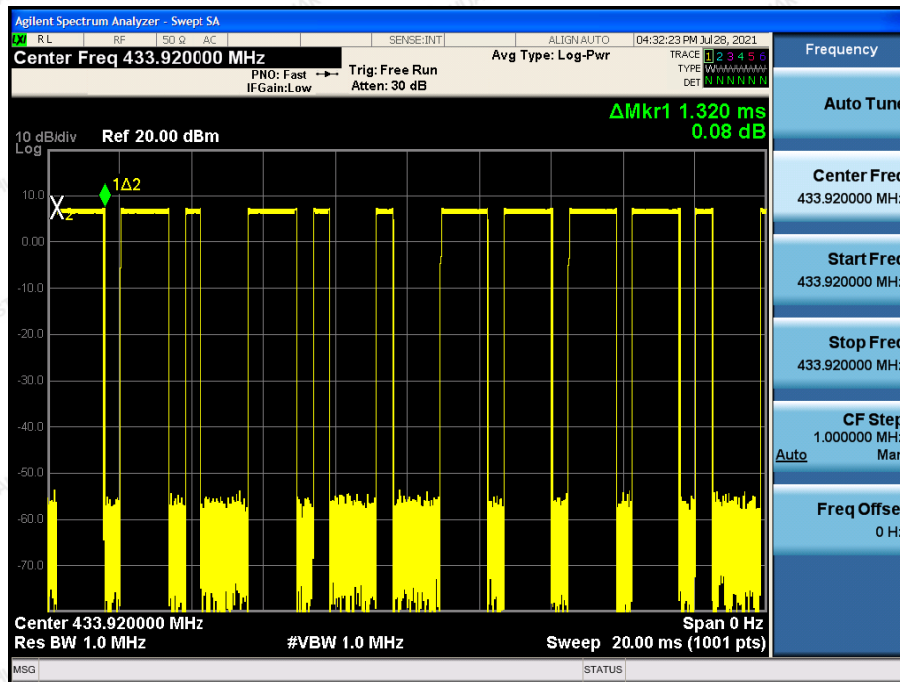 Agilent Spectrum Analyzer - Swept SA
LXI RL RF 50 Ω AC SENSE:INT ALIGN AUTO 04:32:23 PM Jul 28, 2021
Center Freq 433.920000 MHz
PNO: Fast
IFGain:Low
Trig: Free Run
Atten: 30 dB
Avg Type: Log-Pwr
TRACE 1 2 3 4 5 6
TYPE WWWWWW
DET N N N N N N
ΔMkr1 1.320 ms
0.08 dB
10 dB/div Ref 20.00 dBm
Log
1Δ2
10.0
2
0.00
-10.0
-20.0
-30.0
-40.0
-50.0
-60.0
-70.0
Center 433.920000 MHz Span 0 Hz
Res BW 1.0 MHz #VBW 1.0 MHz Sweep 20.00 ms (1001 pts)
MSG STATUS
Frequency
Auto Tune
Center Freq
433.920000 MHz
Start Freq
433.920000 MHz
Stop Freq
433.920000 MHz
CF Step
1.000000 MHz
Auto Man
Freq Offset
0 Hz